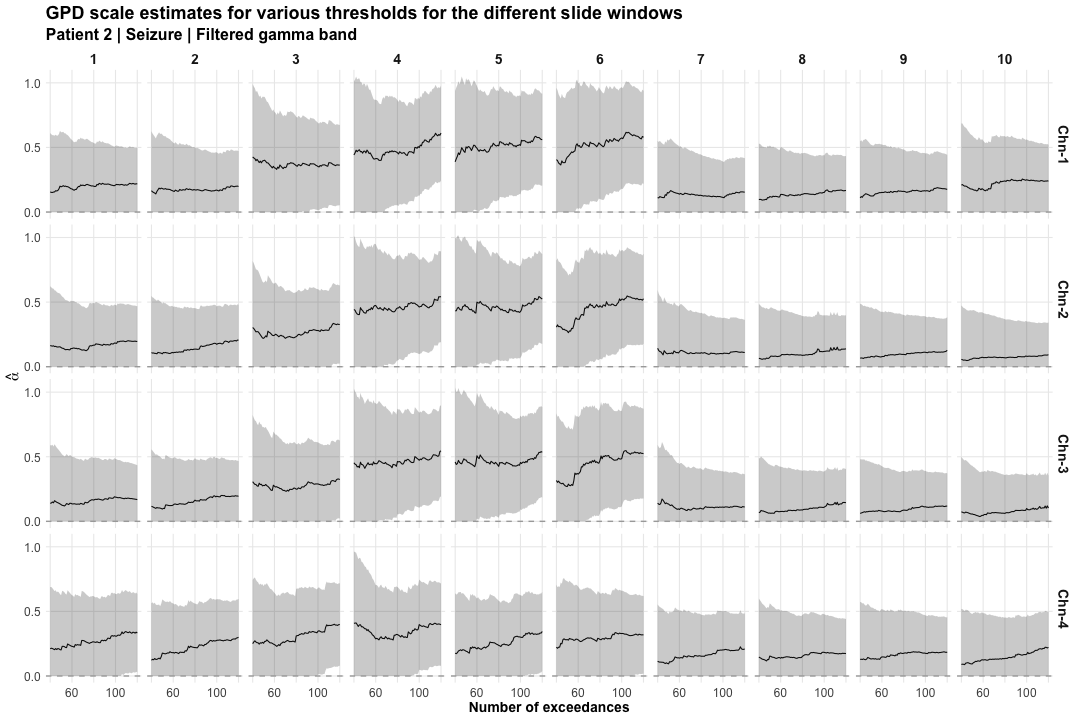 GPD scale estimates for various thresholds for the different slide windows
Patient 2 | Seizure | Filtered gamma band
1 2 3 4 5 6 7 8 9 10
1.0
0.5
0.0
Chn-1
1.0
0.5
0.0
Chn-2
α̂
1.0
0.5
0.0
Chn-3
1.0
0.5
0.0
Chn-4
60 100 60 100 60 100 60 100 60 100 60 100 60 100 60 100 60 100 60 100
Number of exceedances